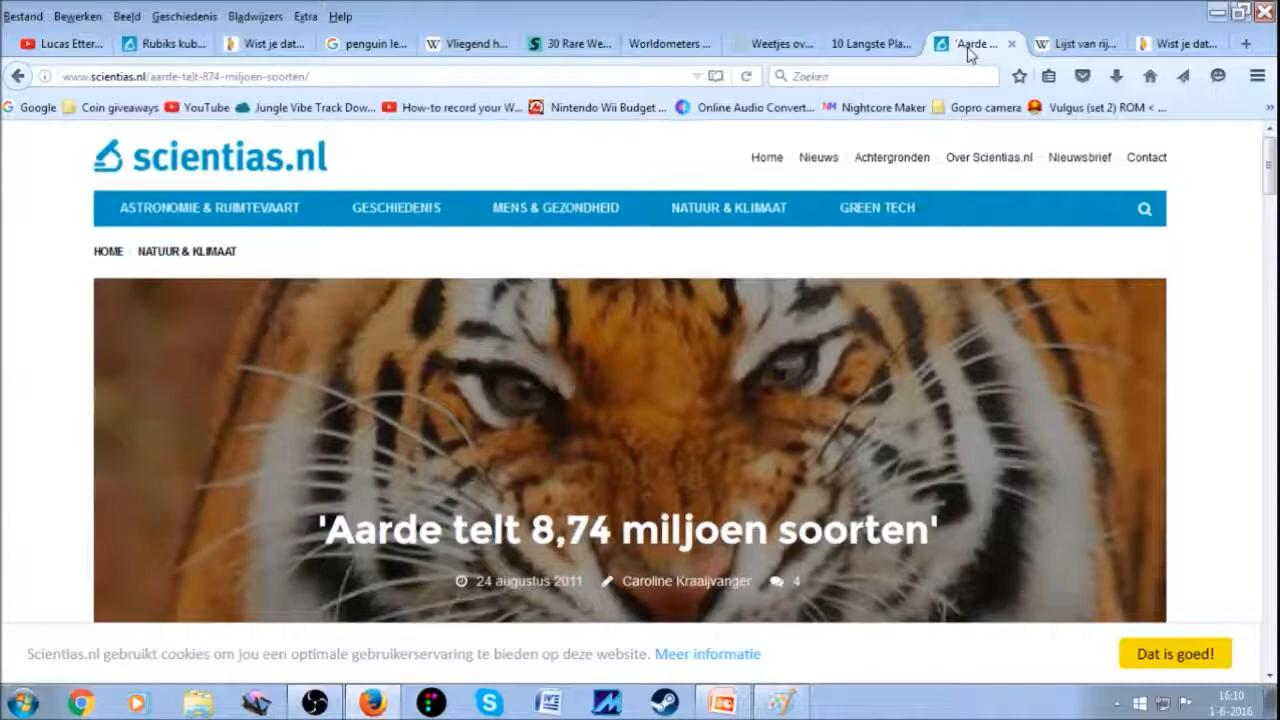 Bestand Bewerken Beeld Geschiedenis Bladwijzers Extra Help
Lucas Etter... Rubiks kub... Wist je dat... penguin le... Vliegend h... 30 Rare We... Worldometers ... Weetjes ov... 10 Langste Pla... 'Aarde ... Lijst van rij... Wist je dat...
www.scientias.nl/aarde-telt-874-miljoen-soorten/ Zoeken
Google Coin giveaways YouTube Jungle Vibe Track Dow... How-to record your W... Nintendo Wii Budget ... Online Audio Convert... NM Nightcore Maker Gopro camera Vulgus (set 2) ROM < ...
scientias.nl
Home Nieuws Achtergronden Over Scientias.nl Nieuwsbrief Contact
ASTRONOMIE & RUIMTEVAART GESCHIEDENIS MENS & GEZONDHEID NATUUR & KLIMAAT GREEN TECH
HOME NATUUR & KLIMAAT
'Aarde telt 8,74 miljoen soorten'
24 augustus 2011 Caroline Kraaijvanger 4
Scientias.nl gebruikt cookies om jou een optimale gebruikerservaring te bieden op deze website. Meer informatie Dat is goed!
16:10
1-6-2016